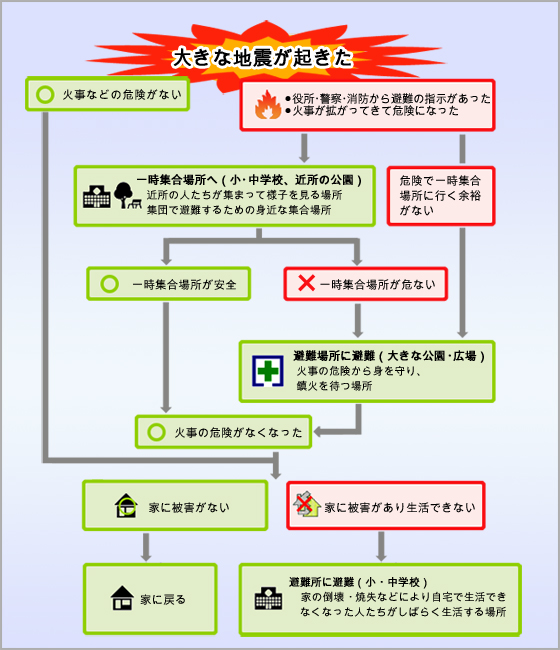 大きな地震が起きた
火事などの危険がない
●役所・警察・消防から避難の指示があった
●火事が拡がってきて危険になった
一時集合場所へ(小・中学校、近所の公園)
近所の人たちが集まって様子を見る場所
集団で避難するための身近な集合場所
危険で一時集合
場所に行く余裕
がない
一時集合場所が安全
一時集合場所が危ない
避難場所に避難(大きな公園・広場)
火事の危険から身を守り、
鎮火を待つ場所
火事の危険がなくなった
家に被害がない
家に被害があり生活できない
家に戻る
避難所に避難(小・中学校)
家の倒壊・焼失などにより自宅で生活でき
なくなった人たちがしばらく生活する場所